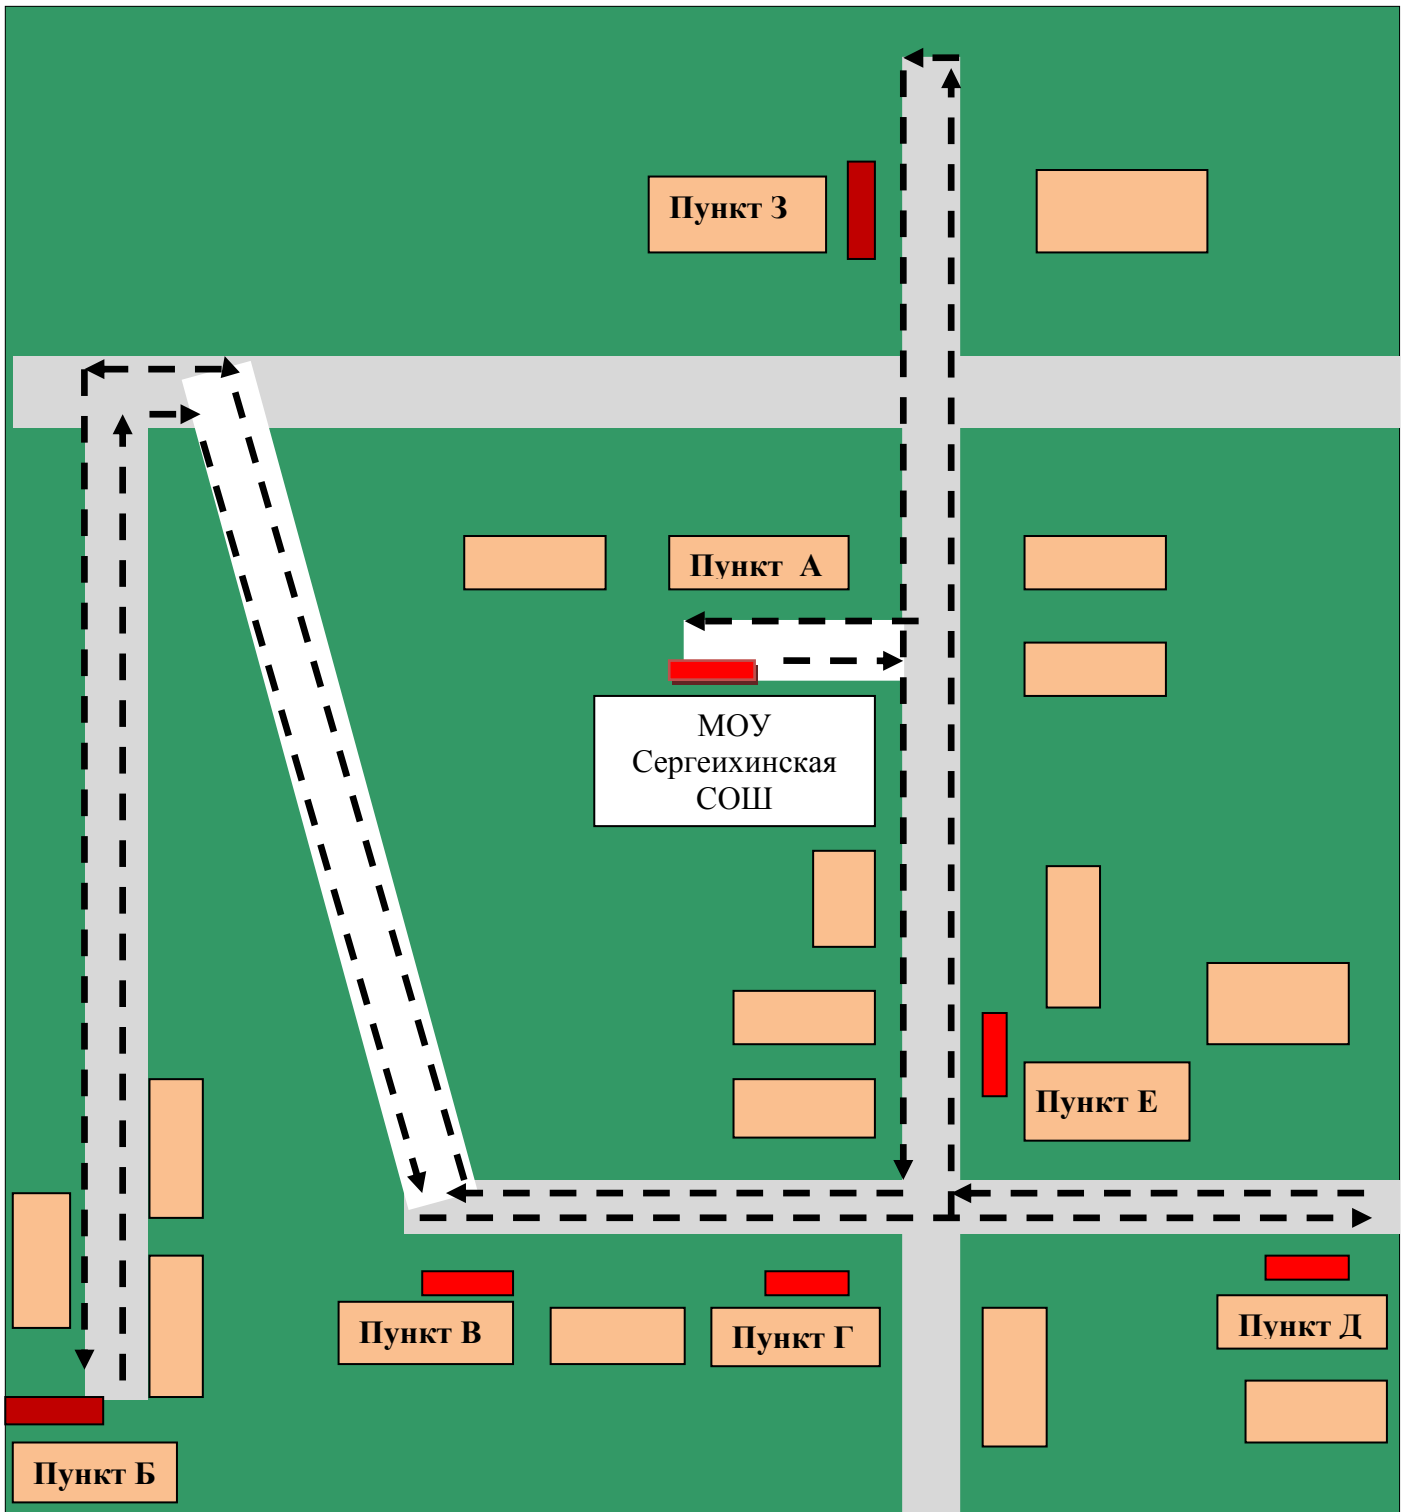 Пункт З
Пункт А
МОУ
Сергеихинская
СОШ
Пункт Е
Пункт В
Пункт Г
Пункт Д
Пункт Б